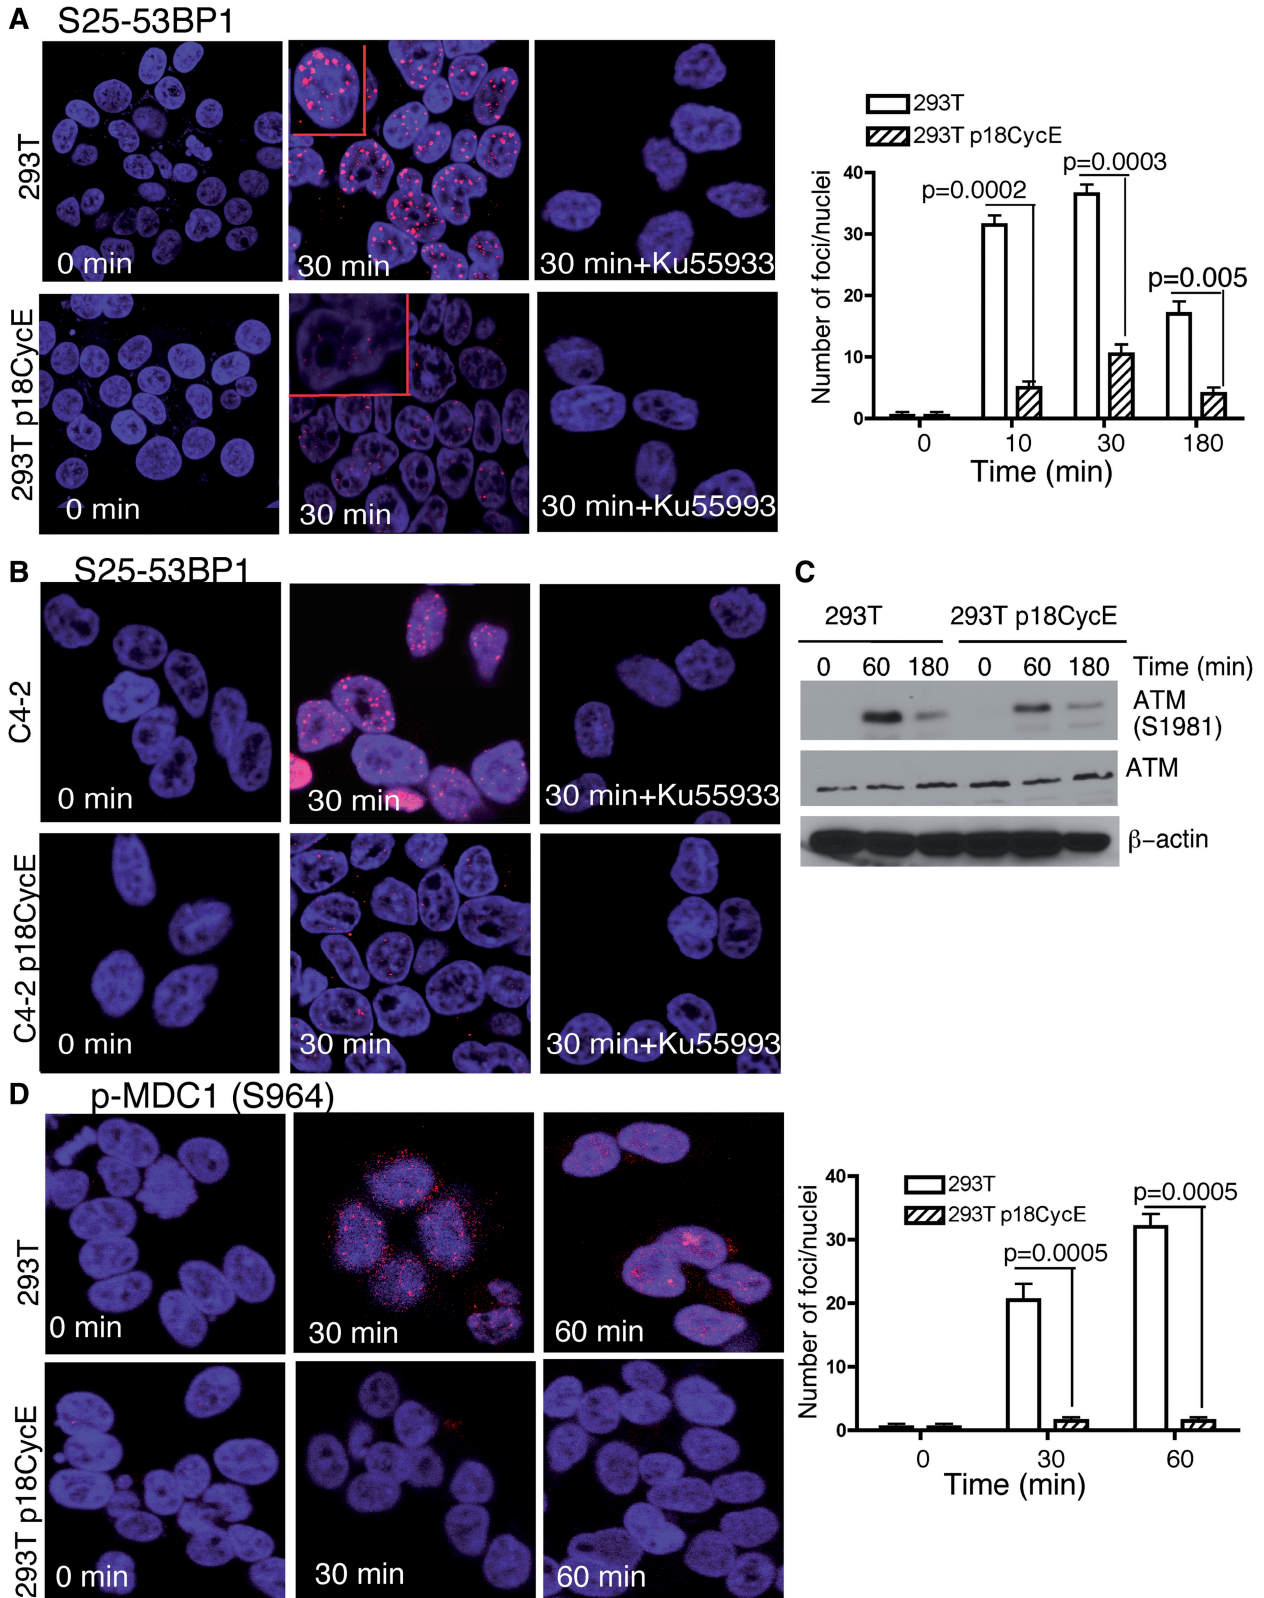 A S25-53BP1
293T
0 min
30 min
30 min+Ku55933
293T p18CycE
0 min
30 min
30 min+Ku55993
293T
293T p18CycE
Number of foci/nuclei
40
30
20
10
0
p=0.0002
p=0.0003
p=0.005
0 10 30 180
Time (min)
B S25-53BP1
C4-2
0 min
30 min
30 min+Ku55933
C4-2 p18CycE
0 min
30 min
30 min+Ku55993
C
293T 293T p18CycE
0 60 180 0 60 180 Time (min)
ATM
(S1981)
ATM
β–actin
D p-MDC1 (S964)
293T
0 min
30 min
60 min
293T p18CycE
0 min
30 min
60 min
293T
293T p18CycE
Number of foci/nuclei
40
30
20
10
0
p=0.0005
p=0.0005
0 30 60
Time (min)